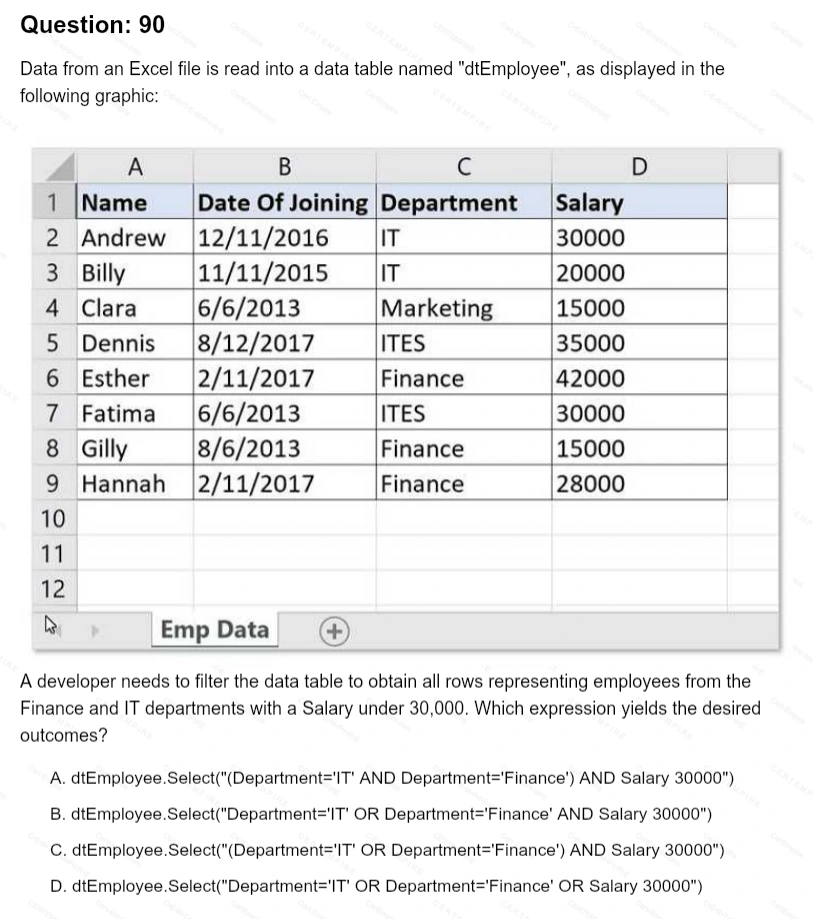 Question: 90
Data from an Excel file is read into a data table named "dtEmployee", as displayed in the
following graphic:
A B C D
1 Name Date Of Joining Department Salary
2 Andrew 12/11/2016 IT 30000
3 Billy 11/11/2015 IT 20000
4 Clara 6/6/2013 Marketing 15000
5 Dennis 8/12/2017 ITES 35000
6 Esther 2/11/2017 Finance 42000
7 Fatima 6/6/2013 ITES 30000
8 Gilly 8/6/2013 Finance 15000
9 Hannah 2/11/2017 Finance 28000
10
11
12
Emp Data
A developer needs to filter the data table to obtain all rows representing employees from the
Finance and IT departments with a Salary under 30,000. Which expression yields the desired
outcomes?
A. dtEmployee.Select("(Department='IT' AND Department='Finance') AND Salary 30000")
B. dtEmployee.Select("Department='IT' OR Department='Finance' AND Salary 30000")
C. dtEmployee.Select("(Department='IT' OR Department='Finance') AND Salary 30000")
D. dtEmployee.Select("Department='IT' OR Department='Finance' OR Salary 30000")